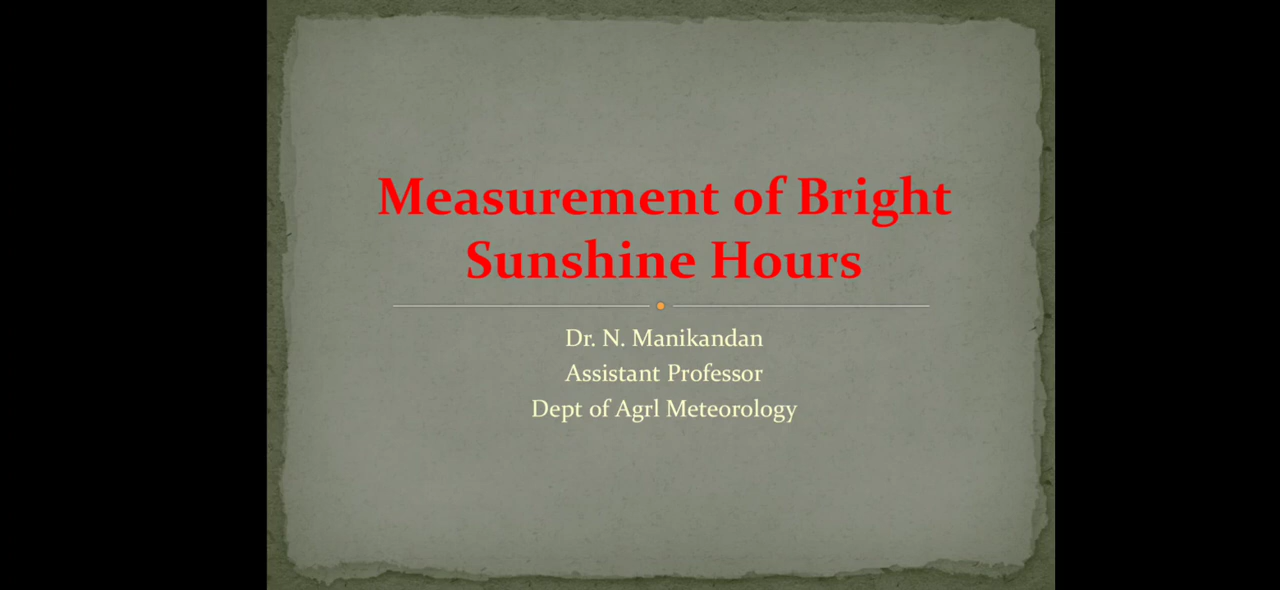 Measurement of Bright
Sunshine Hours
Dr. N. Manikandan
Assistant Professor
Dept of Agrl Meteorology